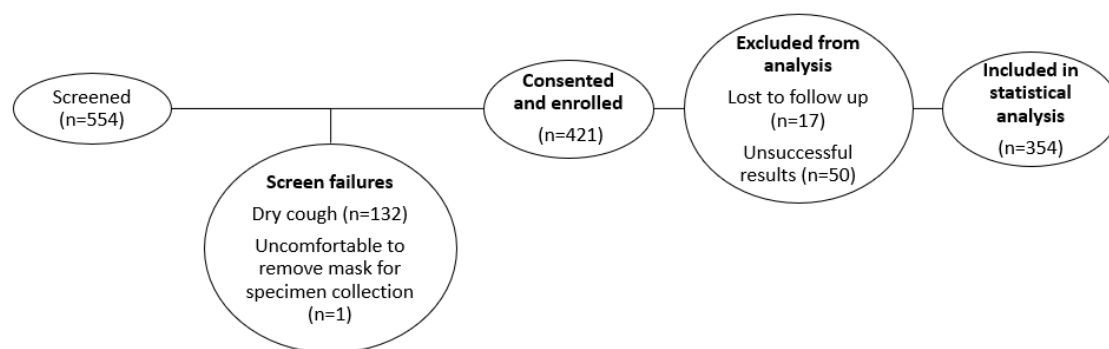 Screened
(n=554)
Screen failures
Dry cough (n=132)
Uncomfortable to
remove mask for
specimen collection
(n=1)
Consented
and enrolled
(n=421)
Excluded from
analysis
Lost to follow up
(n=17)
Unsuccessful
results (n=50)
Included in
statistical
analysis
(n=354)